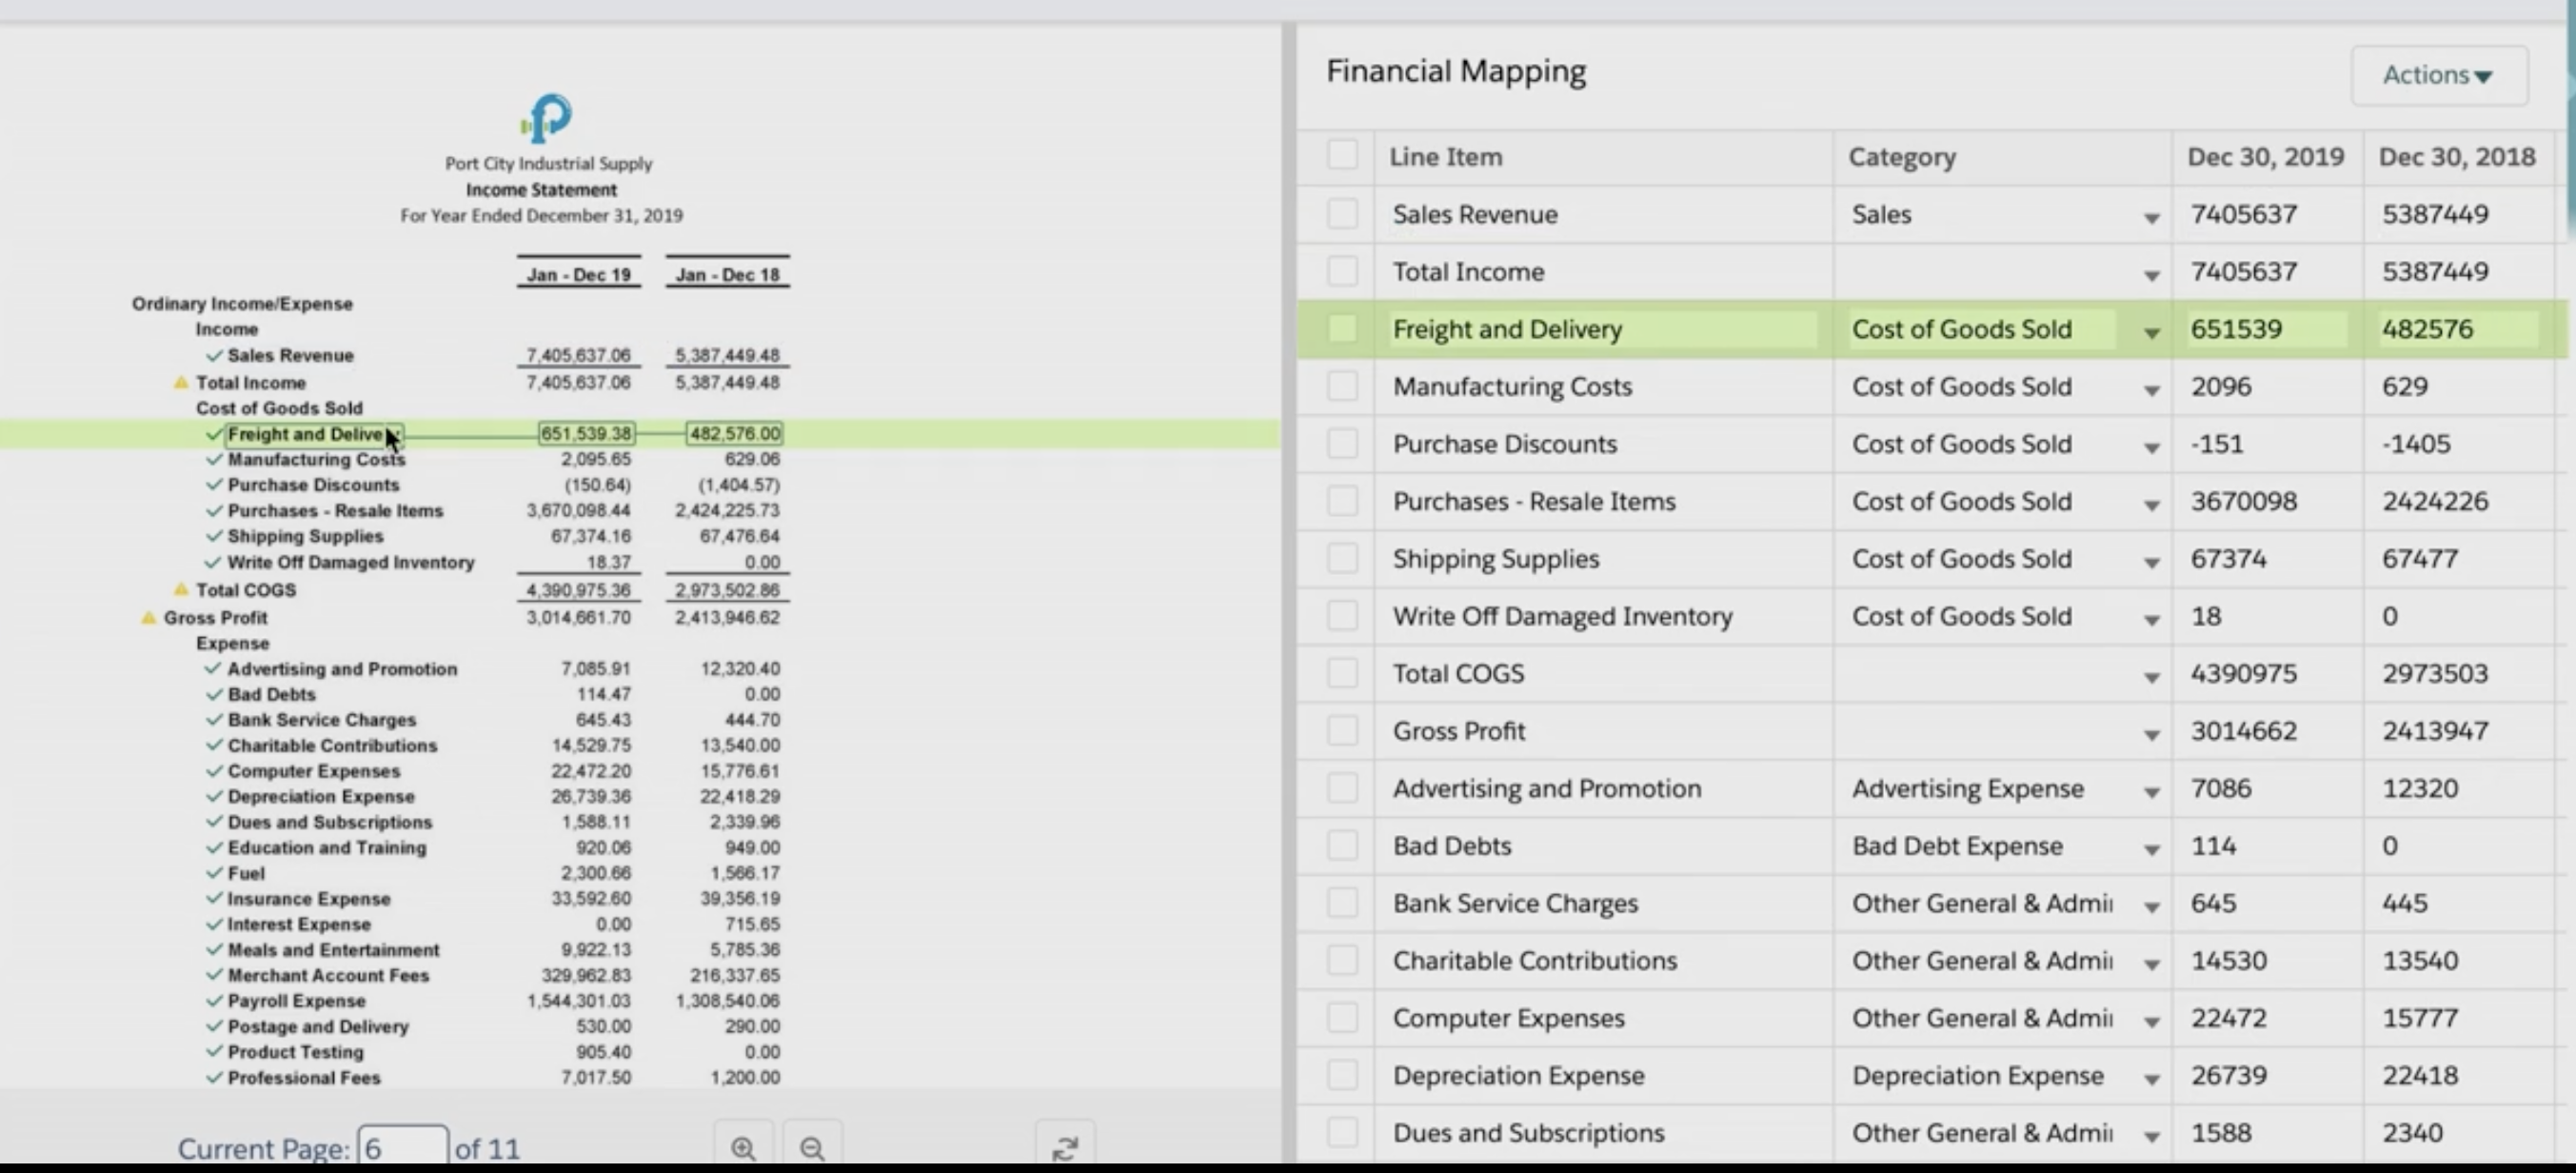 Port City Industrial Supply
Income Statement
For Year Ended December 31, 2019
Jan - Dec 19 Jan - Dec 18
Ordinary Income/Expense
Income
Sales Revenue 7,405,637.06 5,387,449.48
Total Income 7,405,637.06 5,387,449.48
Cost of Goods Sold
Freight and Delive 651,539.38 482,576.00
Manufacturing Costs 2,095.65 629.06
Purchase Discounts (150.64) (1,404.57)
Purchases - Resale Items 3,670,098.44 2,424,225.73
Shipping Supplies 67,374.16 67,476.64
Write Off Damaged Inventory 18.37 0.00
Total COGS 4,390,975.36 2,973,502.86
Gross Profit 3,014,661.70 2,413,946.62
Expense
Advertising and Promotion 7,085.91 12,320.40
Bad Debts 114.47 0.00
Bank Service Charges 645.43 444.70
Charitable Contributions 14,529.75 13,540.00
Computer Expenses 22,472.20 15,776.61
Depreciation Expense 26,739.36 22,418.29
Dues and Subscriptions 1,588.11 2,339.96
Education and Training 920.06 949.00
Fuel 2,300.66 1,566.17
Insurance Expense 33,592.60 39,356.19
Interest Expense 0.00 715.65
Meals and Entertainment 9,922.13 5,785.36
Merchant Account Fees 329,962.83 216,337.65
Payroll Expense 1,544,301.03 1,308,540.06
Postage and Delivery 530.00 290.00
Product Testing 905.40 0.00
Professional Fees 7,017.50 1,200.00
Current Page: 6 of 11
Financial Mapping
Actions
Line Item Category Dec 30, 2019 Dec 30, 2018
Sales Revenue Sales 7405637 5387449
Total Income 7405637 5387449
Freight and Delivery Cost of Goods Sold 651539 482576
Manufacturing Costs Cost of Goods Sold 2096 629
Purchase Discounts Cost of Goods Sold -151 -1405
Purchases - Resale Items Cost of Goods Sold 3670098 2424226
Shipping Supplies Cost of Goods Sold 67374 67477
Write Off Damaged Inventory Cost of Goods Sold 18 0
Total COGS 4390975 2973503
Gross Profit 3014662 2413947
Advertising and Promotion Advertising Expense 7086 12320
Bad Debts Bad Debt Expense 114 0
Bank Service Charges Other General & Admi 645 445
Charitable Contributions Other General & Admi 14530 13540
Computer Expenses Other General & Admi 22472 15777
Depreciation Expense Depreciation Expense 26739 22418
Dues and Subscriptions Other General & Admi 1588 2340